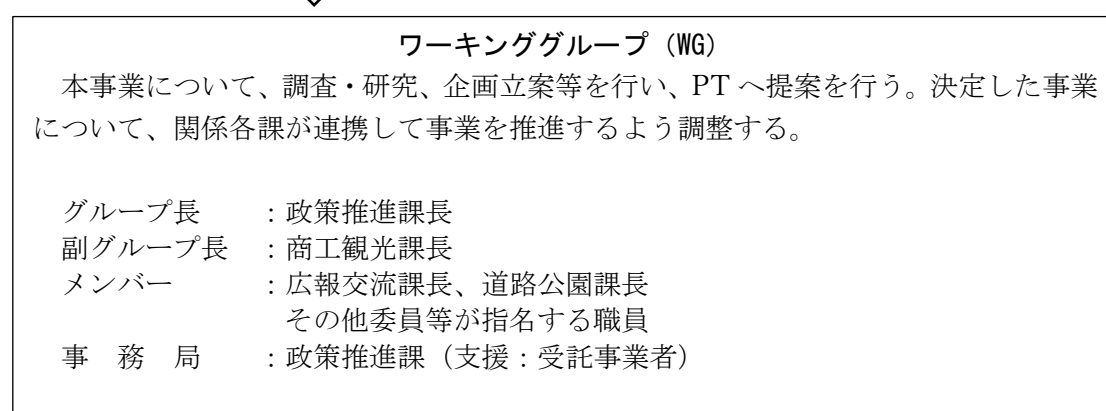 ワーキンググループ（WG）
本事業について、調査・研究、企画立案等を行い、PT へ提案を行う。決定した事業
について、関係各課が連携して事業を推進するよう調整する。
グループ長　　：政策推進課長
副グループ長　：商工観光課長
メンバー　　　：広報交流課長、道路公園課長
その他委員等が指名する職員
事　務　局　　：政策推進課（支援：受託事業者）